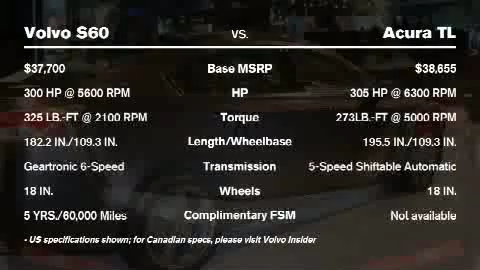 Volvo S60 vs. Acura TL
$37,700 Base MSRP $38,655
300 HP @ 5600 RPM HP 305 HP @ 6300 RPM
325 LB.-FT @ 2100 RPM Torque 273LB.-FT @ 5000 RPM
182.2 IN./109.3 IN. Length/Wheelbase 195.5 IN./109.3 IN.
Geartronic 6-Speed Transmission 5-Speed Shiftable Automatic
18 IN. Wheels 18 IN.
5 YRS./60,000 Miles Complimentary FSM Not available
- US specifications shown; for Canadian specs, please visit Volvo Insider